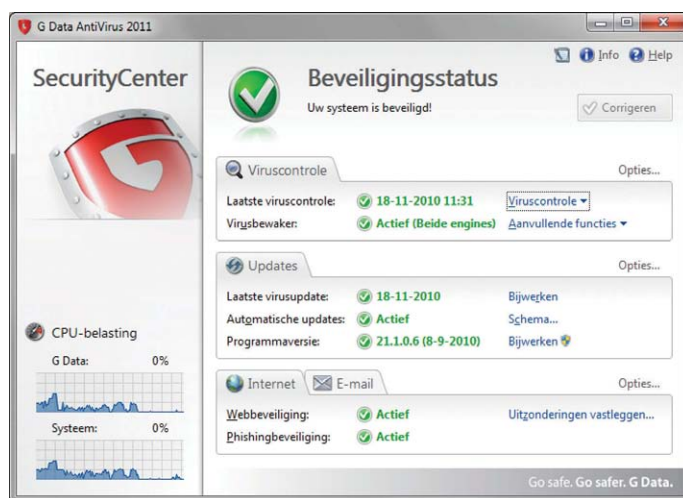 G Data AntiVirus 2011
Info Help
SecurityCenter
Beveiligingsstatus
Uw systeem is beveiligd!
Corrigeren
Viruscontrole
Opties...
Laatste viruscontrole: 18-11-2010 11:31 Viruscontrole
Virusbewaker: Actief (Beide engines) Aanvullende functies
Updates
Opties...
Laatste virusupdate: 18-11-2010 Bijwerken
Automatische updates: Actief Schema...
Programmaversie: 21.1.0.6 (8-9-2010) Bijwerken
CPU-belasting
G Data: 0%
Systeem: 0%
Internet E-mail
Opties...
Webbeveiliging: Actief Uitzonderingen vastleggen...
Phishingbeveiliging: Actief
Go safe. Go safer. G Data.